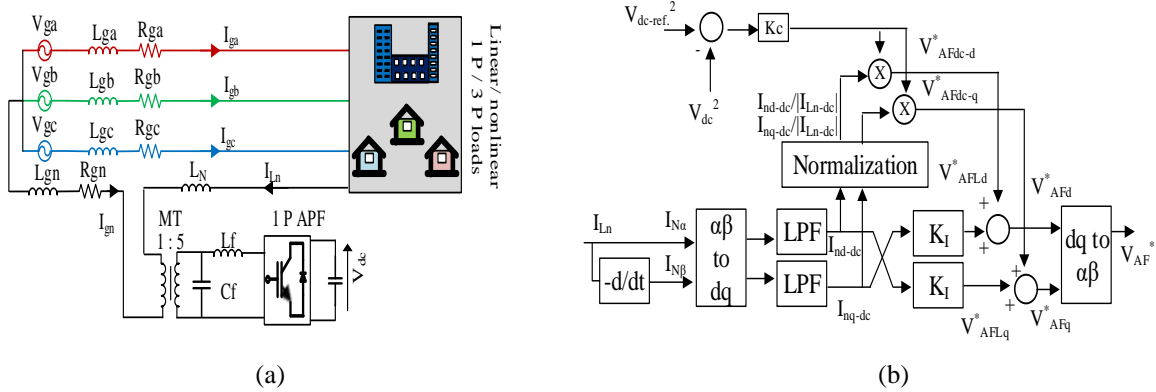 Vga
Lga
Rga
Iga
Vgb
Lgb
Rgb
Igb
Vgc
Lgc
Rgc
Igc
Lgn
Rgn
Ign
LN
ILn
MT
1 : 5
Lf
Cf
1 P APF
Vdc
Linear/ nonlinear
1 P / 3 P loads
(a)
Vdc-ref.²
-
Vdc²
Kc
X
X
V*AFdc-d
V*AFdc-q
Ind-dc/|ILn-dc|
Inq-dc/|ILn-dc|
Normalization
V*AFLd
V*AFd
ILn
INα
INβ
-d/dt
αβ
to
dq
LPF
LPF
Ind-dc
Inq-dc
KI
KI
+
+
+
+
V*AFLq
V*AFq
dq to
αβ
VAF*
(b)